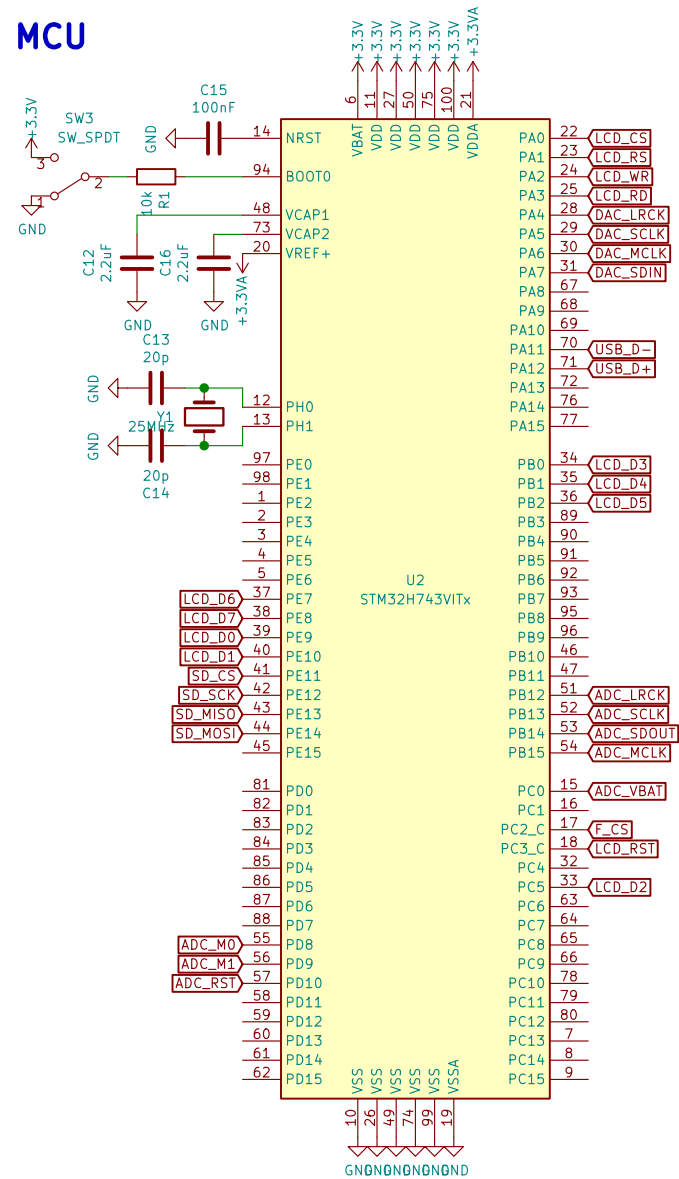 MCU
+3.3V +3.3V +3.3V +3.3V +3.3V +3.3V +3.3VA
6 11 27 50 75 100 21
VBAT VDD VDD VDD VDD VDD VDDA
C15
100nF
GND
14 NRST
+3.3V
SW3
SW_SPDT
3
2
1
GND
10k
R1
94 BOOT0
48 VCAP1
73 VCAP2
20 VREF+
C12
2.2uF
C16
2.2uF
+3.3VA
GND
GND
C13
20p
GND
12 PH0
Y1
25MHz
13 PH1
GND
20p
C14
97 PE0
98 PE1
1 PE2
2 PE3
3 PE4
4 PE5
5 PE6
LCD_D6 37 PE7
LCD_D7 38 PE8
LCD_D0 39 PE9
LCD_D1 40 PE10
SD_CS 41 PE11
SD_SCK 42 PE12
SD_MISO 43 PE13
SD_MOSI 44 PE14
45 PE15
81 PD0
82 PD1
83 PD2
84 PD3
85 PD4
86 PD5
87 PD6
88 PD7
ADC_M0 55 PD8
ADC_M1 56 PD9
ADC_RST 57 PD10
58 PD11
59 PD12
60 PD13
61 PD14
62 PD15
U2
STM32H743VITx
PA0 22 LCD_CS
PA1 23 LCD_RS
PA2 24 LCD_WR
PA3 25 LCD_RD
PA4 28 DAC_LRCK
PA5 29 DAC_SCLK
PA6 30 DAC_MCLK
PA7 31 DAC_SDIN
PA8 67
PA9 68
PA10 69
PA11 70 USB_D-
PA12 71 USB_D+
PA13 72
PA14 76
PA15 77
PB0 34 LCD_D3
PB1 35 LCD_D4
PB2 36 LCD_D5
PB3 89
PB4 90
PB5 91
PB6 92
PB7 93
PB8 95
PB9 96
PB10 46
PB11 47
PB12 51 ADC_LRCK
PB13 52 ADC_SCLK
PB14 53 ADC_SDOUT
PB15 54 ADC_MCLK
PC0 15 ADC_VBAT
PC1 16
PC2_C 17 F_CS
PC3_C 18 LCD_RST
PC4 32
PC5 33 LCD_D2
PC6 63
PC7 64
PC8 65
PC9 66
PC10 78
PC11 79
PC12 80
PC13 7
PC14 8
PC15 9
VSS VSS VSS VSS VSS VSSA
10 26 49 74 99 19
GND GND GND GND GND GND